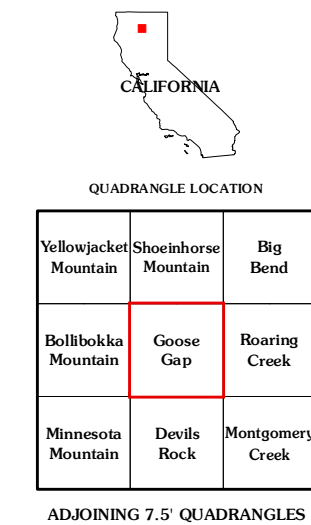 CALIFORNIA
QUADRANGLE LOCATION
Yellowjacket Mountain
Shoeinhorse Mountain
Big Bend
Bollibokka Mountain
Goose Gap
Roaring Creek
Minnesota Mountain
Devils Rock
Montgomery Creek
ADJOINING 7.5' QUADRANGLES